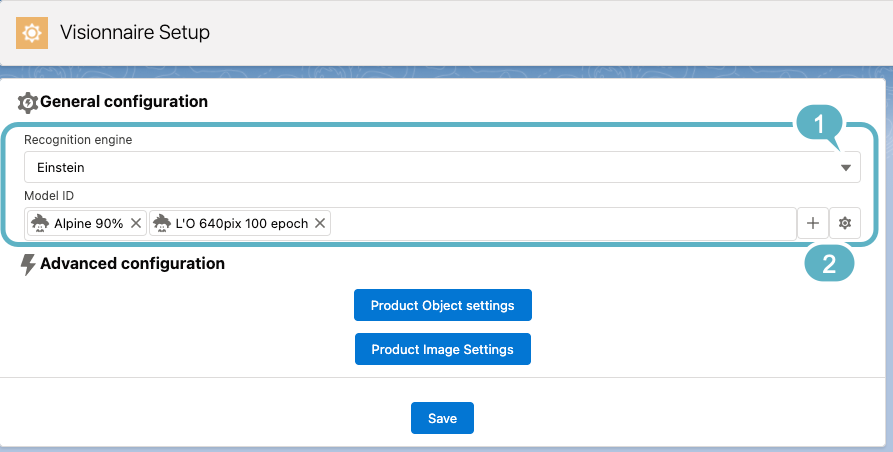 Visionnaire Setup
General configuration
1
Recognition engine
Einstein
Model ID
Alpine 90% L'O 640pix 100 epoch
2
Advanced configuration
Product Object settings
Product Image Settings
Save